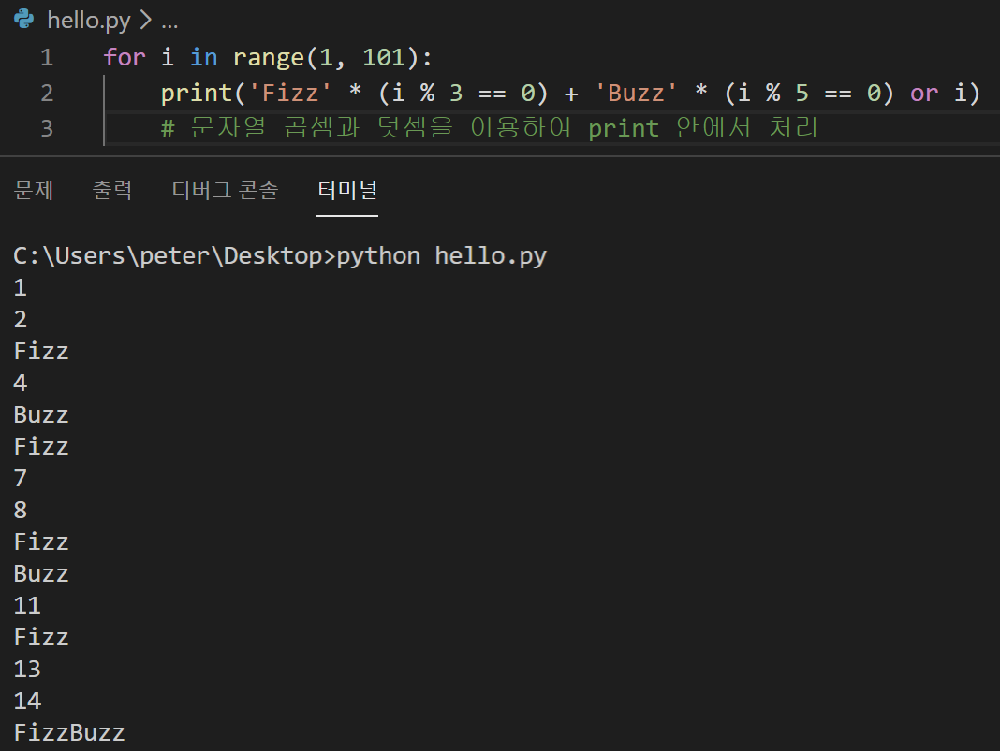 hello.py > ...
1 for i in range(1, 101):
2 print('Fizz' * (i % 3 == 0) + 'Buzz' * (i % 5 == 0) or i)
3 # 문자열 곱셈과 덧셈을 이용하여 print 안에서 처리
문제 출력 디버그 콘솔 터미널
C:\Users\peter\Desktop>python hello.py
1
2
Fizz
4
Buzz
Fizz
7
8
Fizz
Buzz
11
Fizz
13
14
FizzBuzz